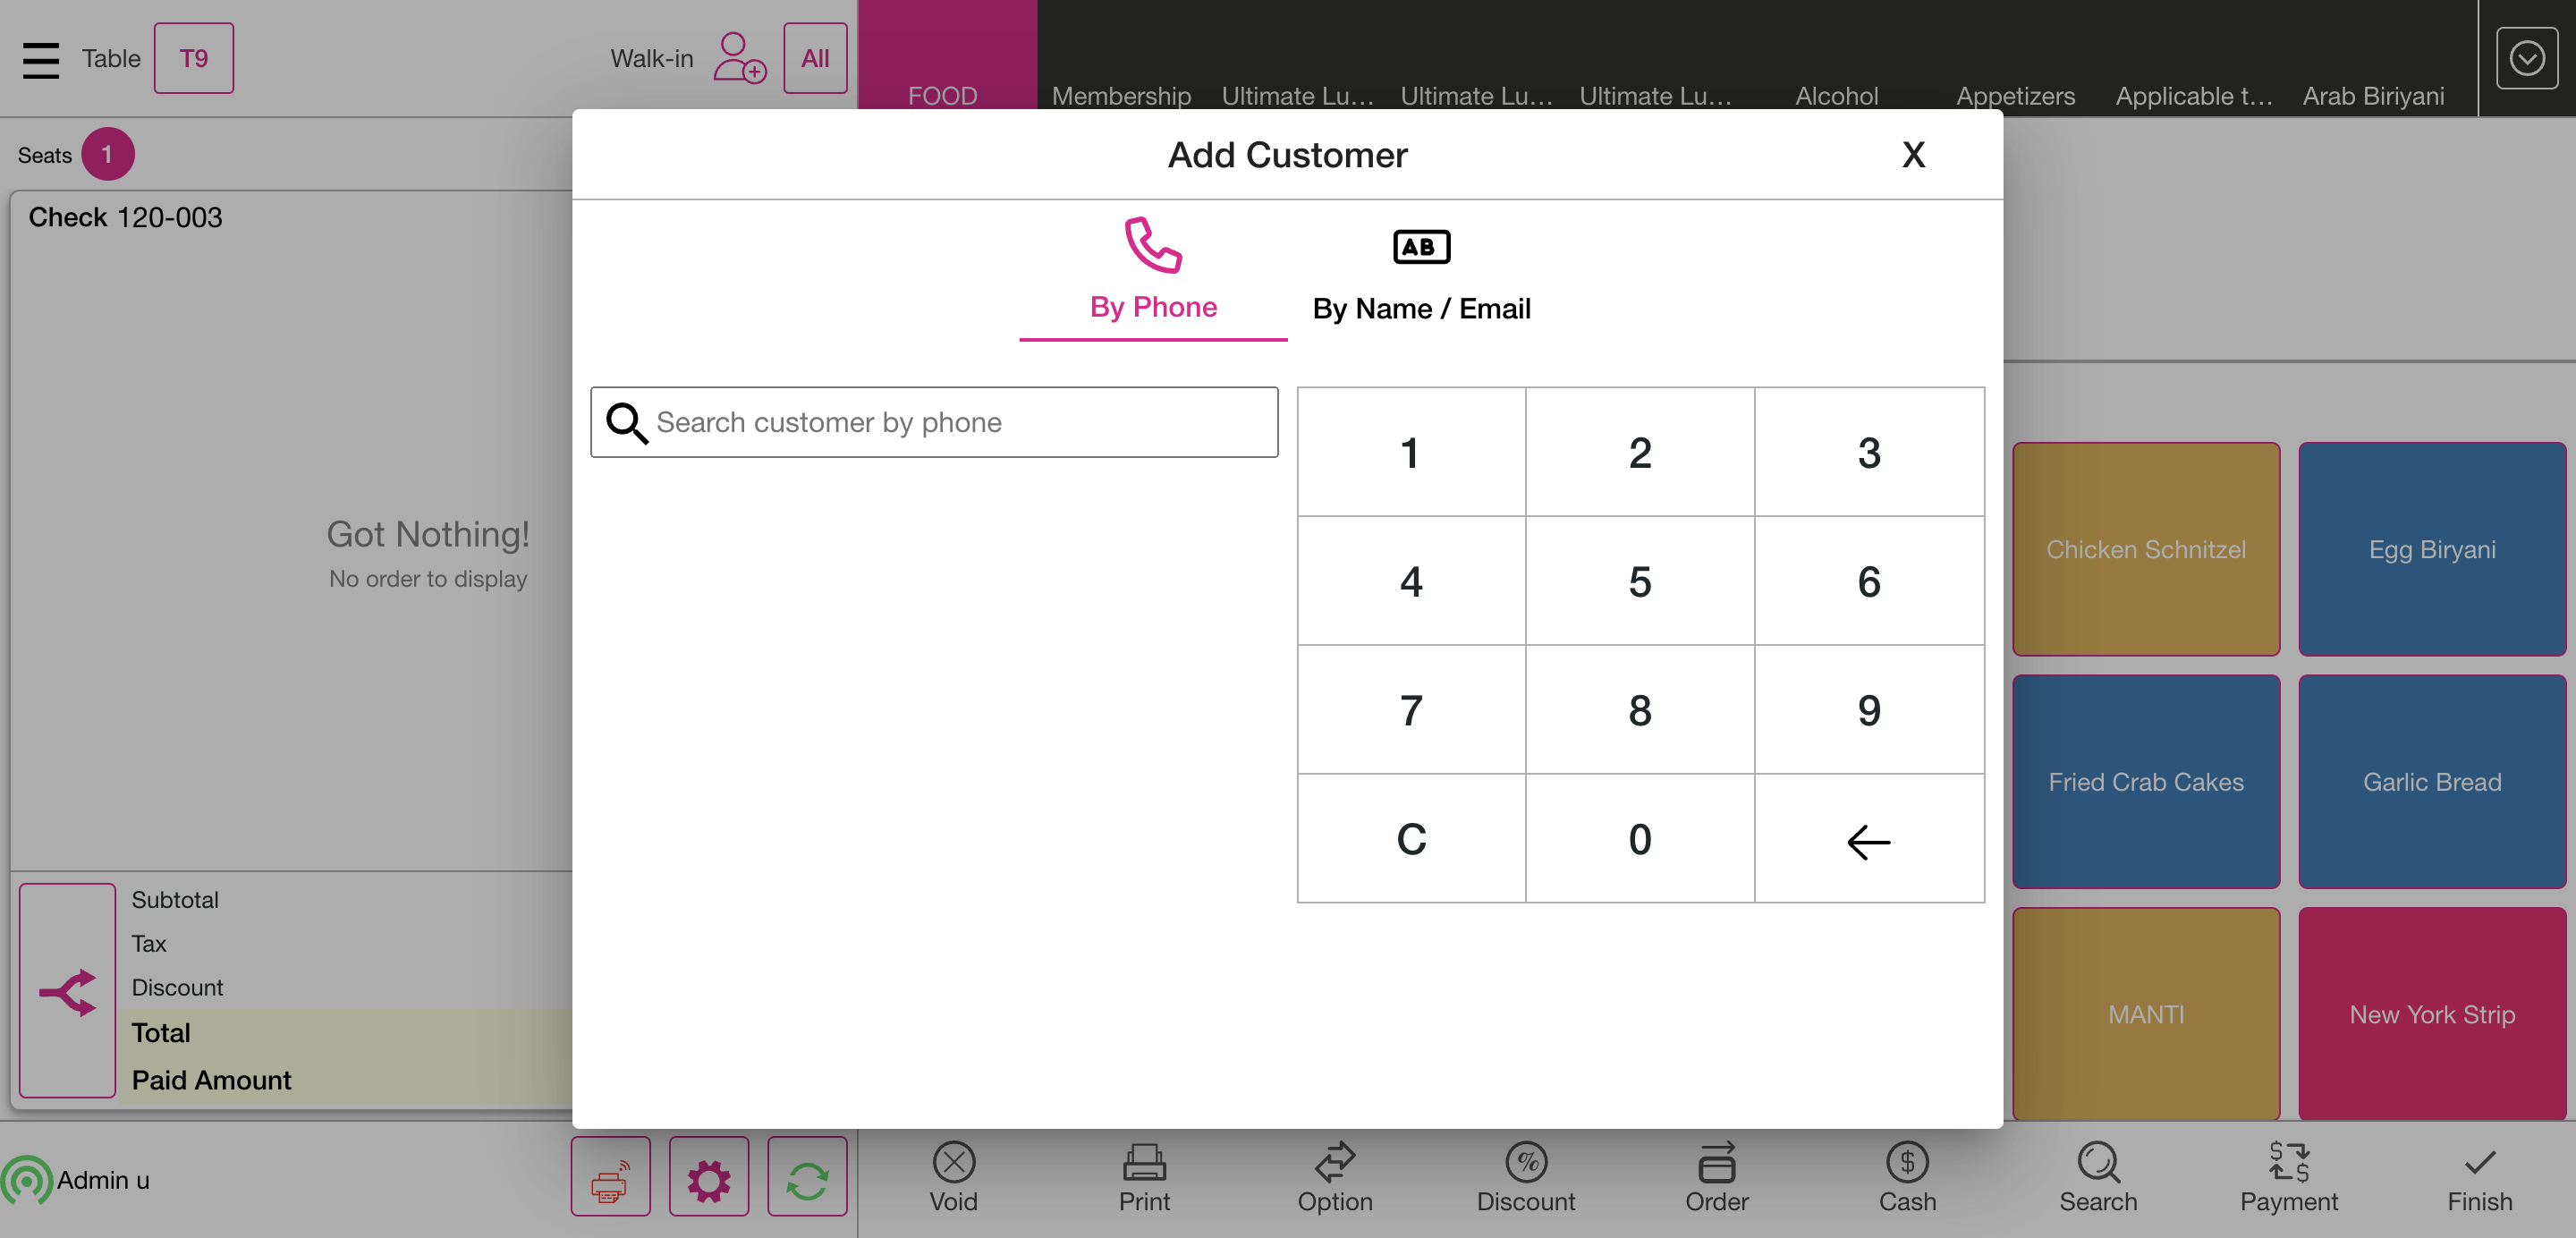 Table T9 Walk-in All
FOOD Membership Ultimate Lu... Ultimate Lu... Ultimate Lu... Alcohol Appetizers Applicable t... Arab Biriyani
Seats 1
Check 120-003
Got Nothing!
No order to display
Subtotal
Tax
Discount
Total
Paid Amount
Add Customer X
AB
By Phone By Name / Email
Search customer by phone
1 2 3
4 5 6
7 8 9
C 0
Chicken Schnitzel Egg Biryani
Fried Crab Cakes Garlic Bread
MANTI New York Strip
Admin u
Void Print Option Discount Order Cash Search Payment Finish